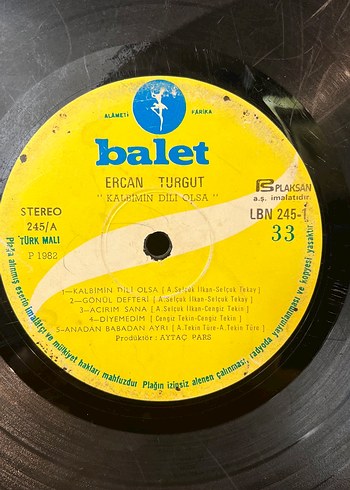 ALÂMETİ FARİKA
balet
ERCAN TURGUT
"KALBİMİN DİLİ OLSA"
PS PLAKSAN
a.ş. imalatıdır.
STEREO
245/A
TÜRK MALI
P 1982
LBN 245-1
33
1—KALBİMİN DİLİ OLSA [ A.Selçuk İlkan-Selçuk Tekay ]
2—GÖNÜL DEFTERİ [ A.Selçuk İlkan-Selçuk Tekay ]
3—ACIRIM SANA [ A.Selçuk İlkan-Cengiz Tekin ]
4—DİYEMEDİM [ Cengiz Tekin-Cengiz Tekin ]
5—ANADAN BABADAN AYRI [ A.Tekin Türe-A.Tekin Türe ]
Prodüktör : AYTAÇ PARS
Plâğa alınmış eserin imalâtçı ve mülkiyet hakları mahfuzdur Plağın izinsiz alenen çalınması, radyoda yayınlanması ve kopyesi yasaktır